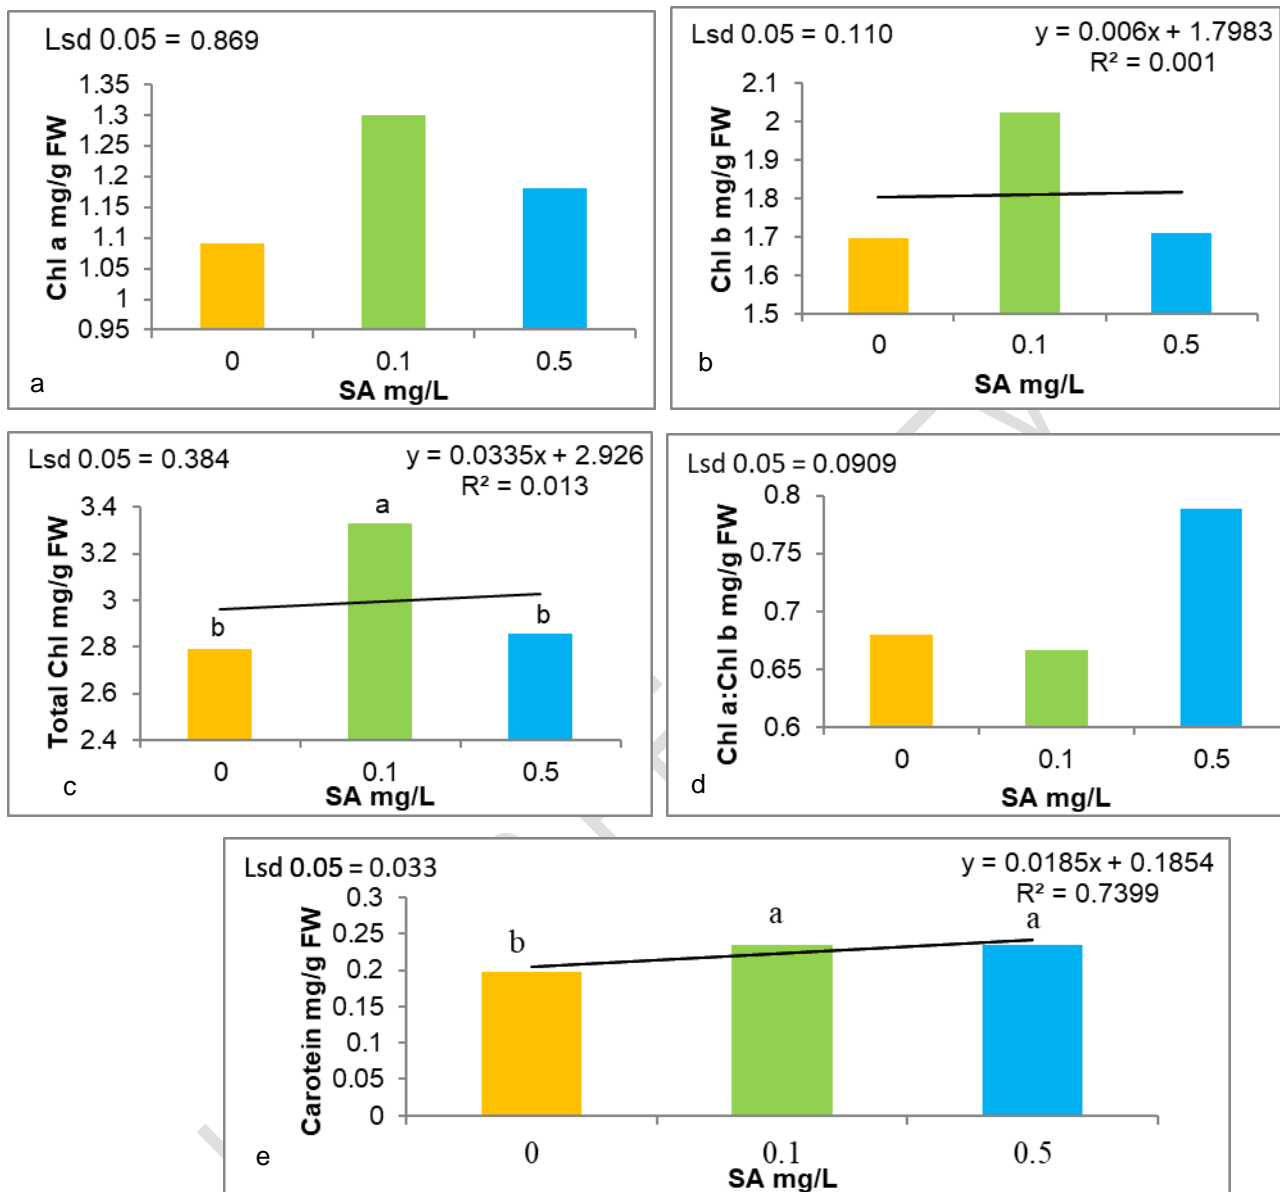 Lsd 0.05 = 0.869
Chl a mg/g FW
1.35
1.3
1.25
1.2
1.15
1.1
1.05
1
0.95
0 0.1 0.5
SA mg/L
a
Lsd 0.05 = 0.110
y = 0.006x + 1.7983
R² = 0.001
Chl b mg/g FW
2.1
2
1.9
1.8
1.7
1.6
1.5
0 0.1 0.5
SA mg/L
b
Lsd 0.05 = 0.384
y = 0.0335x + 2.926
R² = 0.013
Total Chl mg/g FW
3.4
3.2
3
2.8
2.6
2.4
b a b
0 0.1 0.5
SA mg/L
c
Lsd 0.05 = 0.0909
Chl a:Chl b mg/g FW
0.8
0.75
0.7
0.65
0.6
0 0.1 0.5
SA mg/L
d
Lsd 0.05 = 0.033
y = 0.0185x + 0.1854
R² = 0.7399
Carotein mg/g FW
0.3
0.25
0.2
0.15
0.1
0.05
0
b a a
0 0.1 0.5
SA mg/L
e